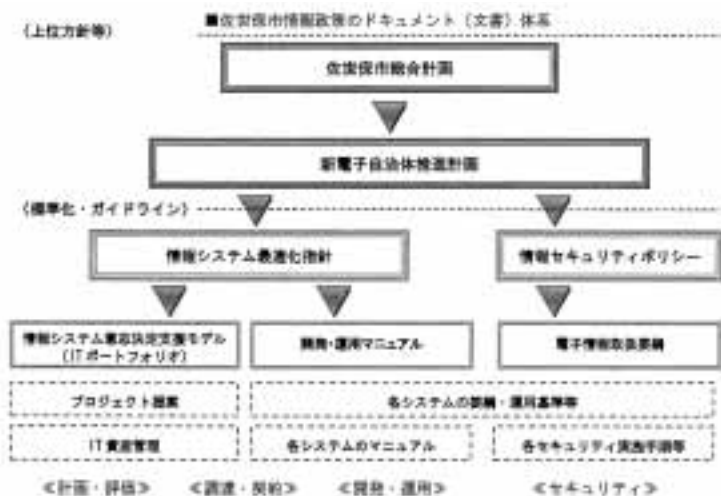 ■佐世保市情報政策のドキュメント(文書)体系
(上位方針等)
佐世保市総合計画
新電子自治体推進計画
(標準化・ガイドライン)
情報システム最適化指針
情報セキュリティポリシー
情報システム意志決定支援モデル
(ITポートフォリオ)
開発・運用マニュアル
電子情報取扱要綱
プロジェクト提案
各システムの要綱・運用基準等
IT資産管理
各システムのマニュアル
各セキュリティ実施手順等
≪計画・評価≫
≪調達・契約≫
≪開発・運用≫
≪セキュリティ≫